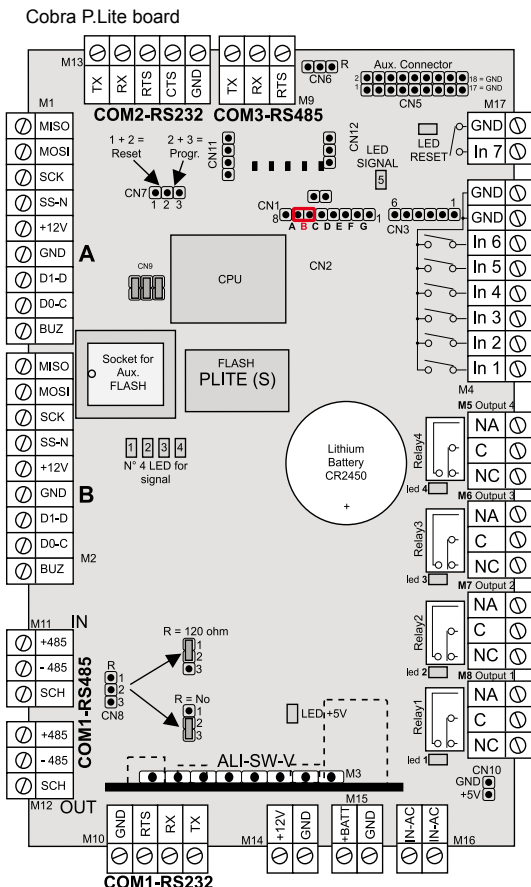 Cobra P.Lite board
M13
TX
RX
RTS
CTS
GND
COM2-RS232
TX
RX
RTS
M9
COM3-RS485
R
CN6
Aux. Connector
2
1
18 = GND
17 = GND
CN5
M17
GND
In 7
LED
RESET
LED
SIGNAL
5
CN12
CN11
1 + 2 =
Reset
2 + 3 =
Progr.
CN7
1 2 3
CN1
8
1
A B C D E F G
6
1
CN3
CN2
M1
MISO
MOSI
SCK
SS-N
+12V
GND
D1-D
D0-C
BUZ
A
CN9
CPU
GND
GND
In 6
In 5
In 4
In 3
In 2
In 1
M4
Socket for
Aux.
FLASH
FLASH
PLITE (S)
MISO
MOSI
SCK
SS-N
+12V
GND
D1-D
D0-C
BUZ
B
M2
1 2 3 4
N° 4 LED for
signal
Lithium
Battery
CR2450
+
M5 Output 4
NA
C
NC
Relay4
led 4
M6 Output 3
NA
C
NC
Relay3
led 3
M7 Output 2
NA
C
NC
Relay2
led 2
M8 Output 1
NA
C
NC
Relay1
led 1
M11
IN
+485
- 485
SCH
COM1-RS485
R
1
2
3
CN8
R = 120 ohm
1
2
3
R = No
1
2
3
LED +5V
+485
- 485
SCH
M12
OUT
ALI-SW-V
M3
CN10
GND
+5V
M10
GND
RTS
RX
TX
COM1-RS232
M14
+12V
GND
M15
+BATT
GND
IN-AC
IN-AC
M16